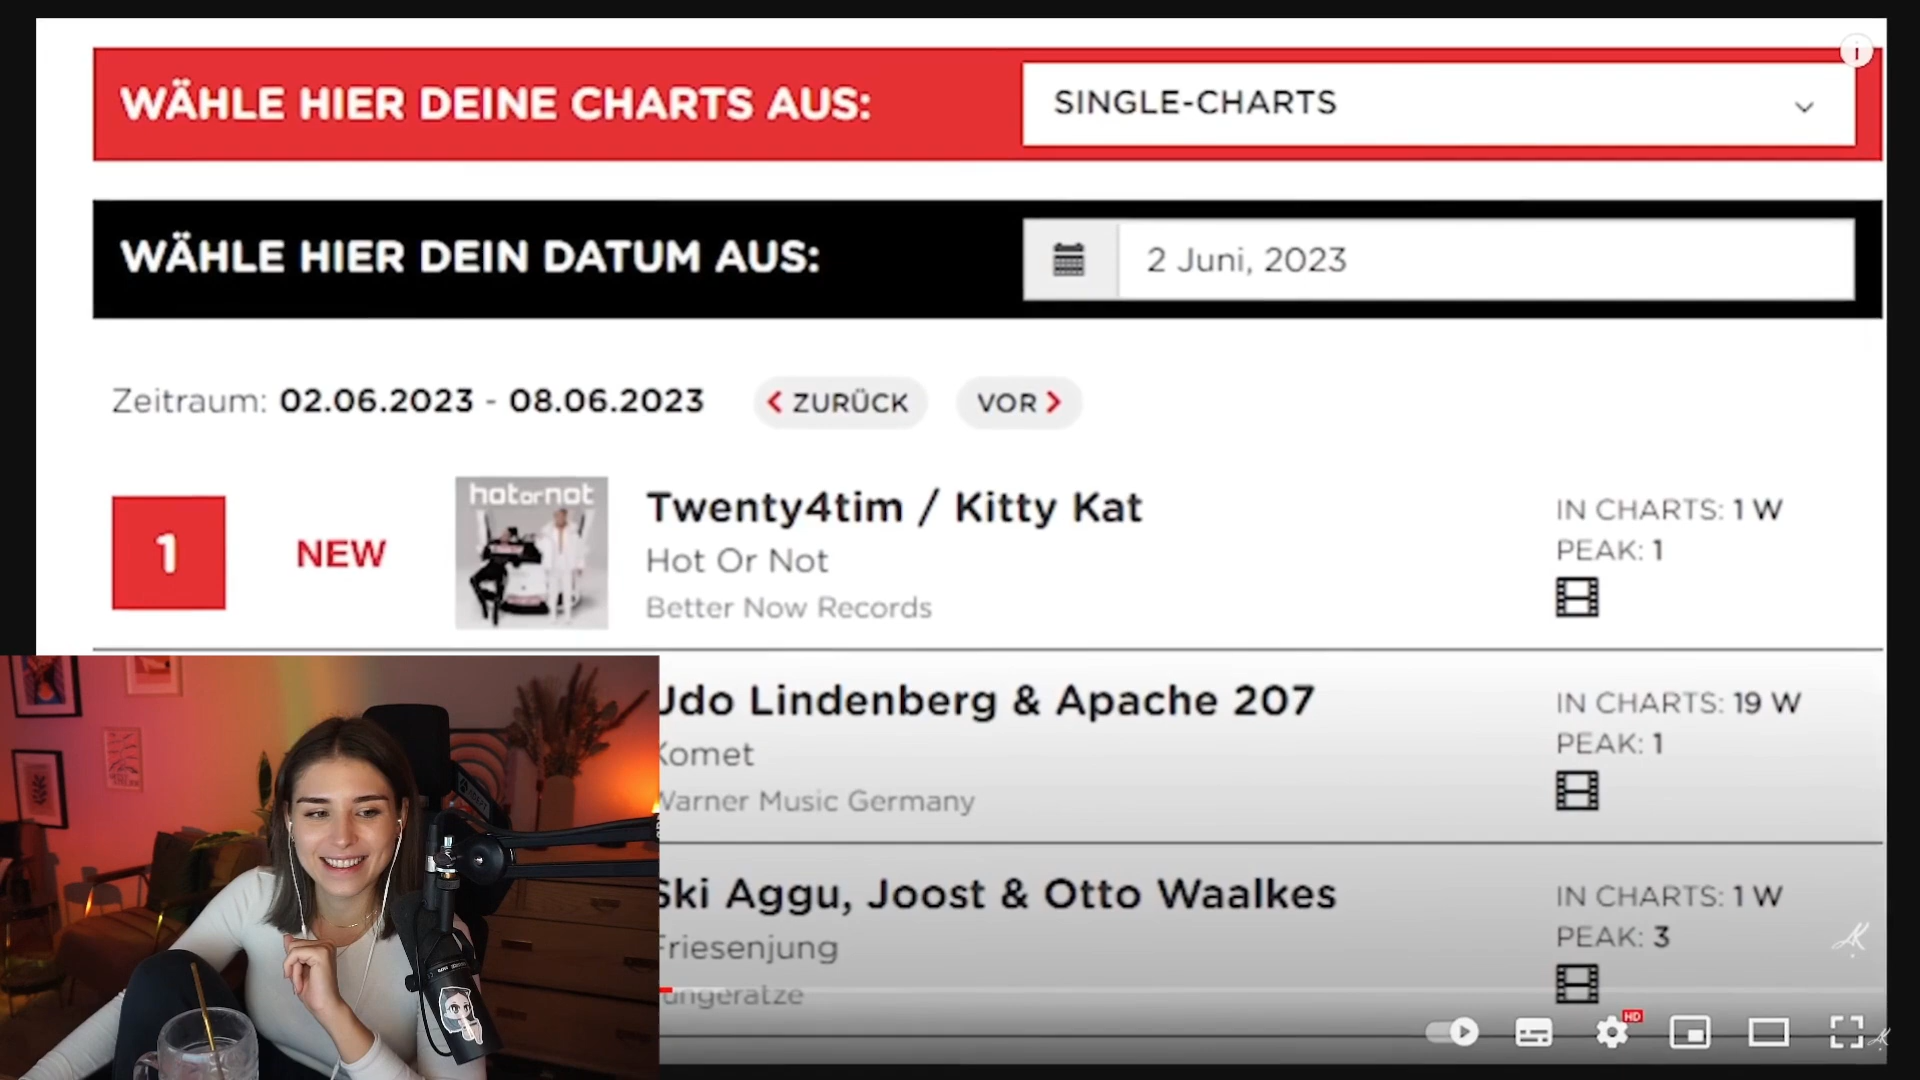 WÄHLE HIER DEINE CHARTS AUS:
SINGLE-CHARTS
WÄHLE HIER DEIN DATUM AUS:
2 Juni, 2023
Zeitraum: 02.06.2023 - 08.06.2023
ZURÜCK
VOR
1
NEW
hotornot
Twenty4tim / Kitty Kat
Hot Or Not
Better Now Records
IN CHARTS: 1 W
PEAK: 1
Udo Lindenberg & Apache 207
Komet
Warner Music Germany
IN CHARTS: 19 W
PEAK: 1
Ski Aggu, Joost & Otto Waalkes
Friesenjung
IN CHARTS: 1 W
PEAK: 3
HD